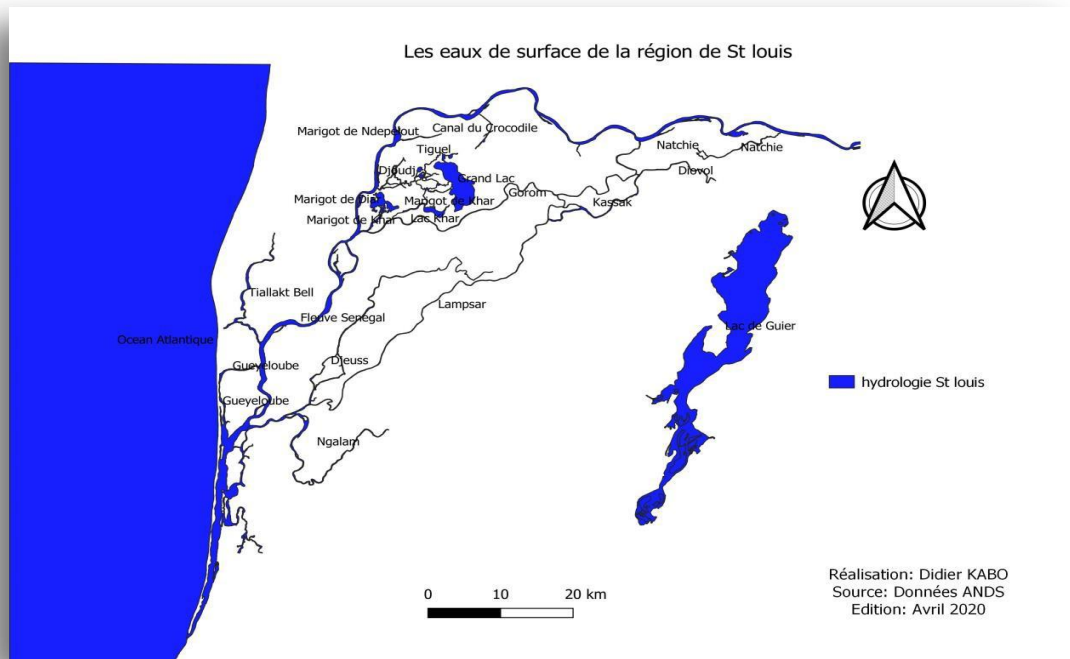 Les eaux de surface de la région de St louis
Marigot de Ndepelout
Canal du Crocodile
Tiguel
Natchie
Natchie
Djoudj
Grand Lac
Diovol
Marigot de Dia
Marigot de Khar
Gorom
Kassak
Marigot de Khar
Lac Khar
Tiallakt Bell
Lampsar
Fleuve Senegal
Lac de Guier
Ocean Atlantique
Djeuss
Gueyeloube
Gueyeloube
hydrologie St louis
Ngalam
0 10 20 km
Réalisation: Didier KABO
Source: Données ANDS
Edition: Avril 2020